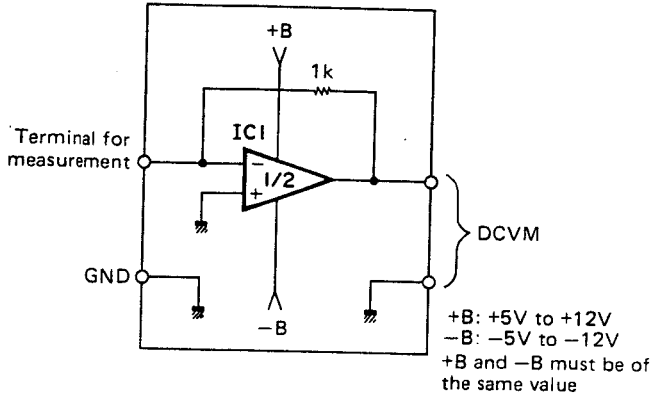 +B
1k
IC1
Terminal for
measurement
−
1/2
+
DCVM
GND
−B
+B: +5V to +12V
−B: −5V to −12V
+B and −B must be of
the same value